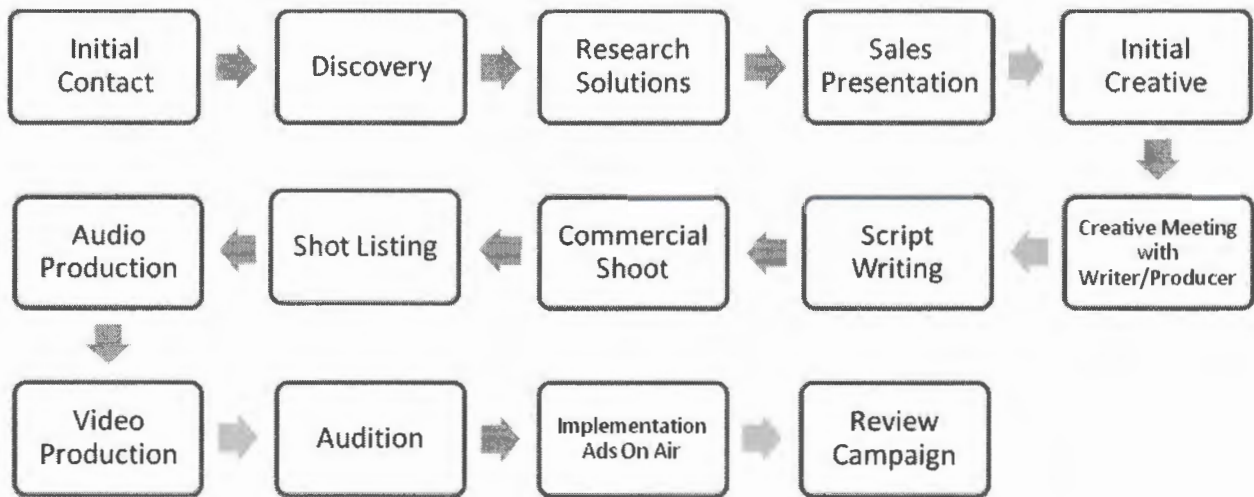 Initial
Contact
Discovery
Research
Solutions
Sales
Presentation
Initial
Creative
Creative Meeting
with
Writer/Producer
Script
Writing
Commercial
Shoot
Shot Listing
Audio
Production
Video
Production
Audition
Implementation
Ads On Air
Review
Campaign